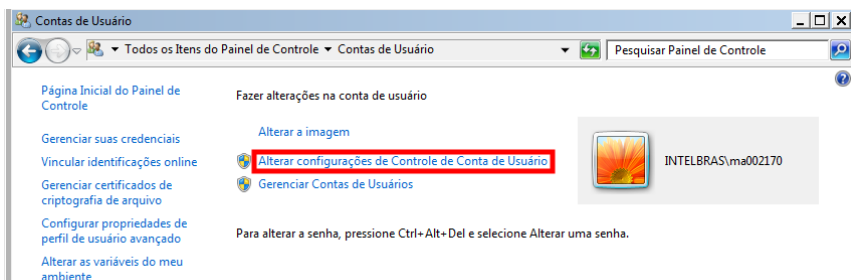 Contas de Usuário
Todos os Itens do Painel de Controle Contas de Usuário
Pesquisar Painel de Controle
Página Inicial do Painel de
Controle
Gerenciar suas credenciais
Vincular identificações online
Gerenciar certificados de
criptografia de arquivo
Configurar propriedades de
perfil de usuário avançado
Alterar as variáveis do meu
ambiente
Fazer alterações na conta de usuário
Alterar a imagem
Alterar configurações de Controle de Conta de Usuário
Gerenciar Contas de Usuários
INTELBRAS\ma002170
Para alterar a senha, pressione Ctrl+Alt+Del e selecione Alterar uma senha.